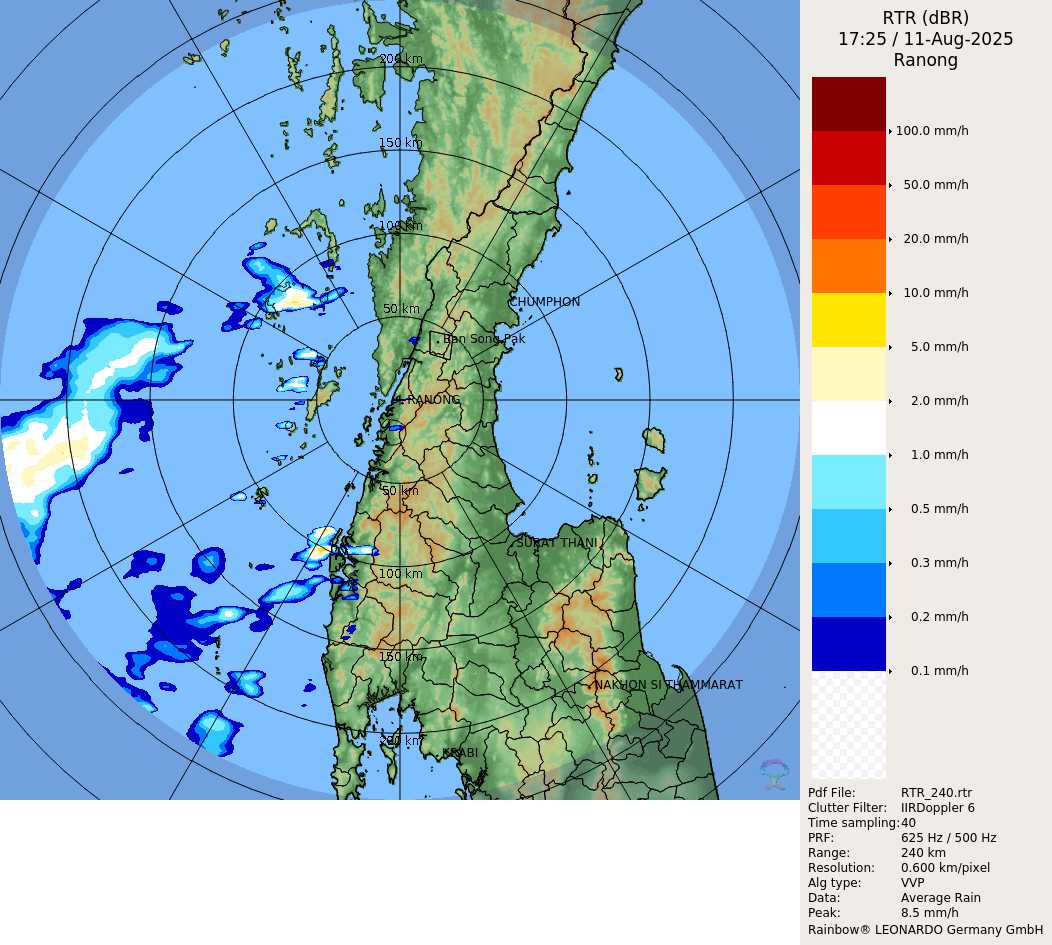 RTR (dBR)
17:25 / 11-Aug-2025
Ranong
100.0 mm/h
50.0 mm/h
20.0 mm/h
10.0 mm/h
5.0 mm/h
2.0 mm/h
1.0 mm/h
0.5 mm/h
0.3 mm/h
0.2 mm/h
0.1 mm/h
Pdf File: RTR_240.rtr
Clutter Filter: IIRDoppler 6
Time sampling: 40
PRF: 625 Hz / 500 Hz
Range: 240 km
Resolution: 0.600 km/pixel
Alg type: VVP
Data: Average Rain
Peak: 8.5 mm/h
Rainbow® LEONARDO Germany GmbH
200 km
150 km
100 km
CHUMPHON
50 km
Ban Song Pak
RANONG
50 km
SURAT THANI
100 km
150 km
NAKHON SI THAMMARAT
200 km
KRABI